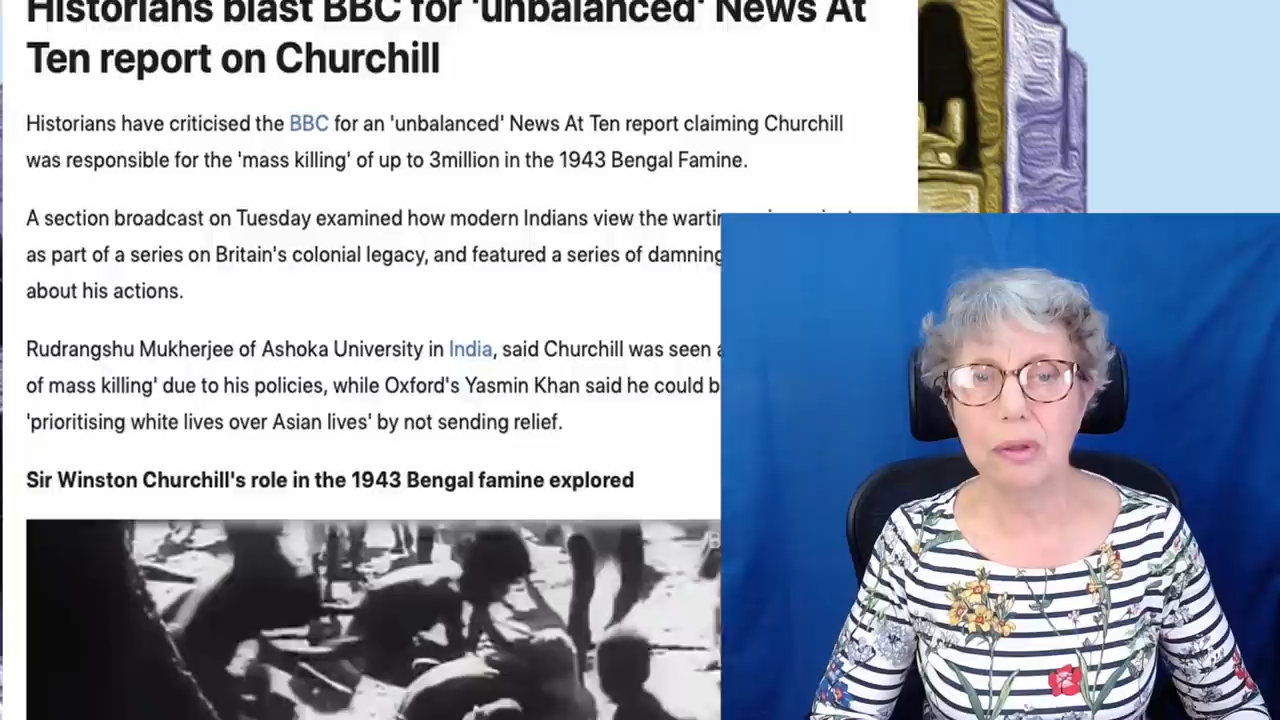 Historians blast BBC for 'unbalanced' News At
Ten report on Churchill
Historians have criticised the BBC for an 'unbalanced' News At Ten report claiming Churchill
was responsible for the 'mass killing' of up to 3million in the 1943 Bengal Famine.
A section broadcast on Tuesday examined how modern Indians view the
as part of a series on Britain's colonial legacy, and featured a series of damning
about his actions.
Rudrangshu Mukherjee of Ashoka University in India, said Churchill was seen
of mass killing' due to his policies, while Oxford's Yasmin Khan said he could
'prioritising white lives over Asian lives' by not sending relief.
Sir Winston Churchill's role in the 1943 Bengal famine explored